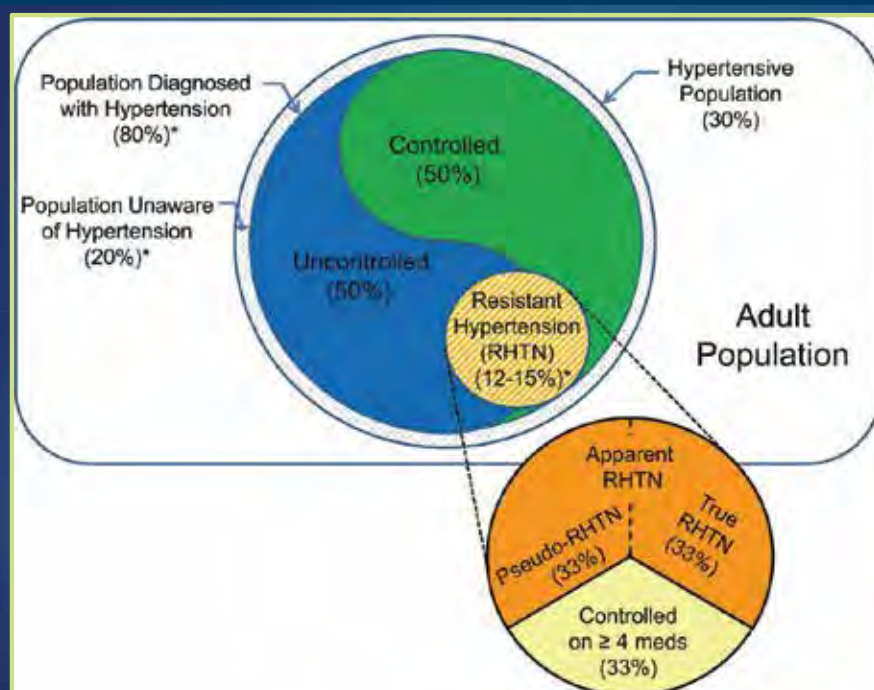 Population Diagnosed
with Hypertension
(80%)*
Hypertensive
Population
(30%)
Controlled
(50%)
Population Unaware
of Hypertension
(20%)*
Uncontrolled
(50%)
Resistant
Hypertension
(RHTN)
(12-15%)*
Adult
Population
Apparent
RHTN
Pseudo-RHTN
(33%)
True
RHTN
(33%)
Controlled
on ≥ 4 meds
(33%)